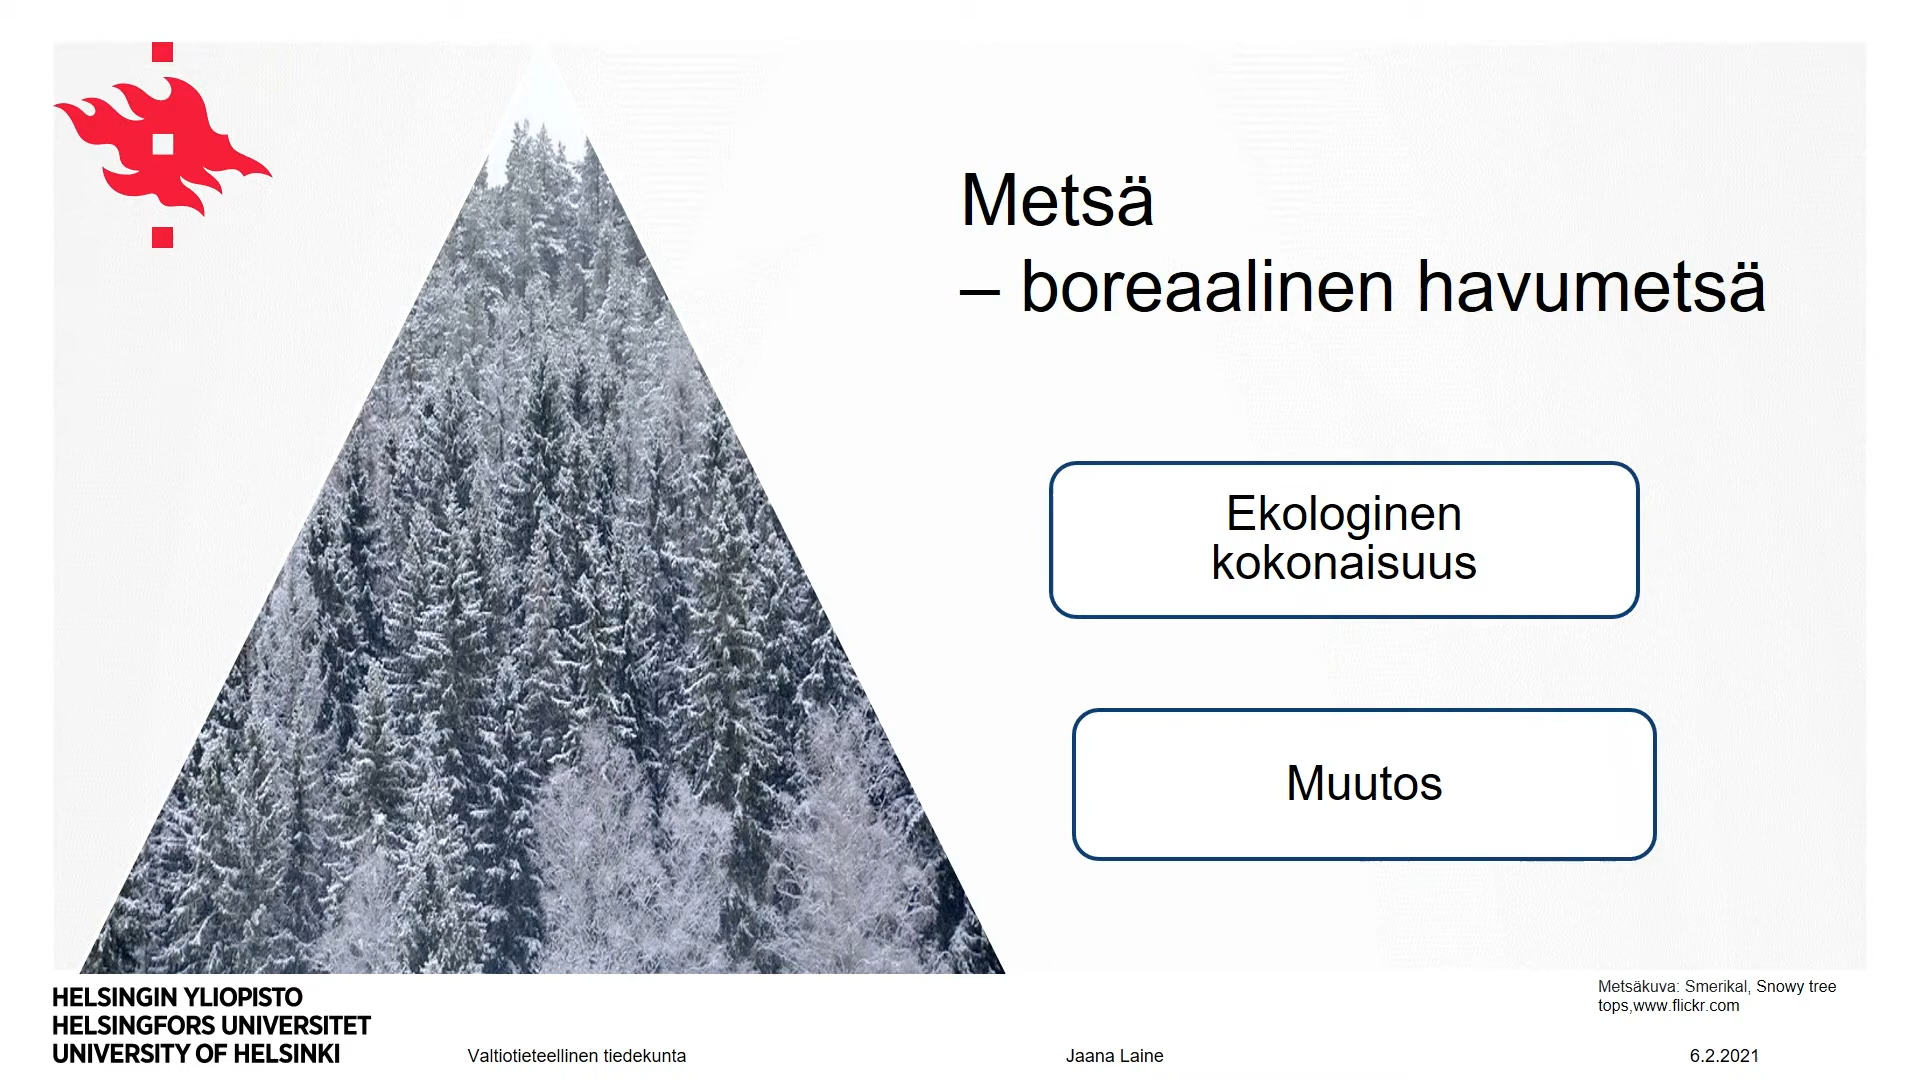 Metsä
– boreaalinen havumetsä
Ekologinen
kokonaisuus
Muutos
Metsäkuva: Smerikal, Snowy tree
tops,www.flickr.com
HELSINGIN YLIOPISTO
HELSINGFORS UNIVERSITET
UNIVERSITY OF HELSINKI
Valtiotieteellinen tiedekunta
Jaana Laine
6.2.2021